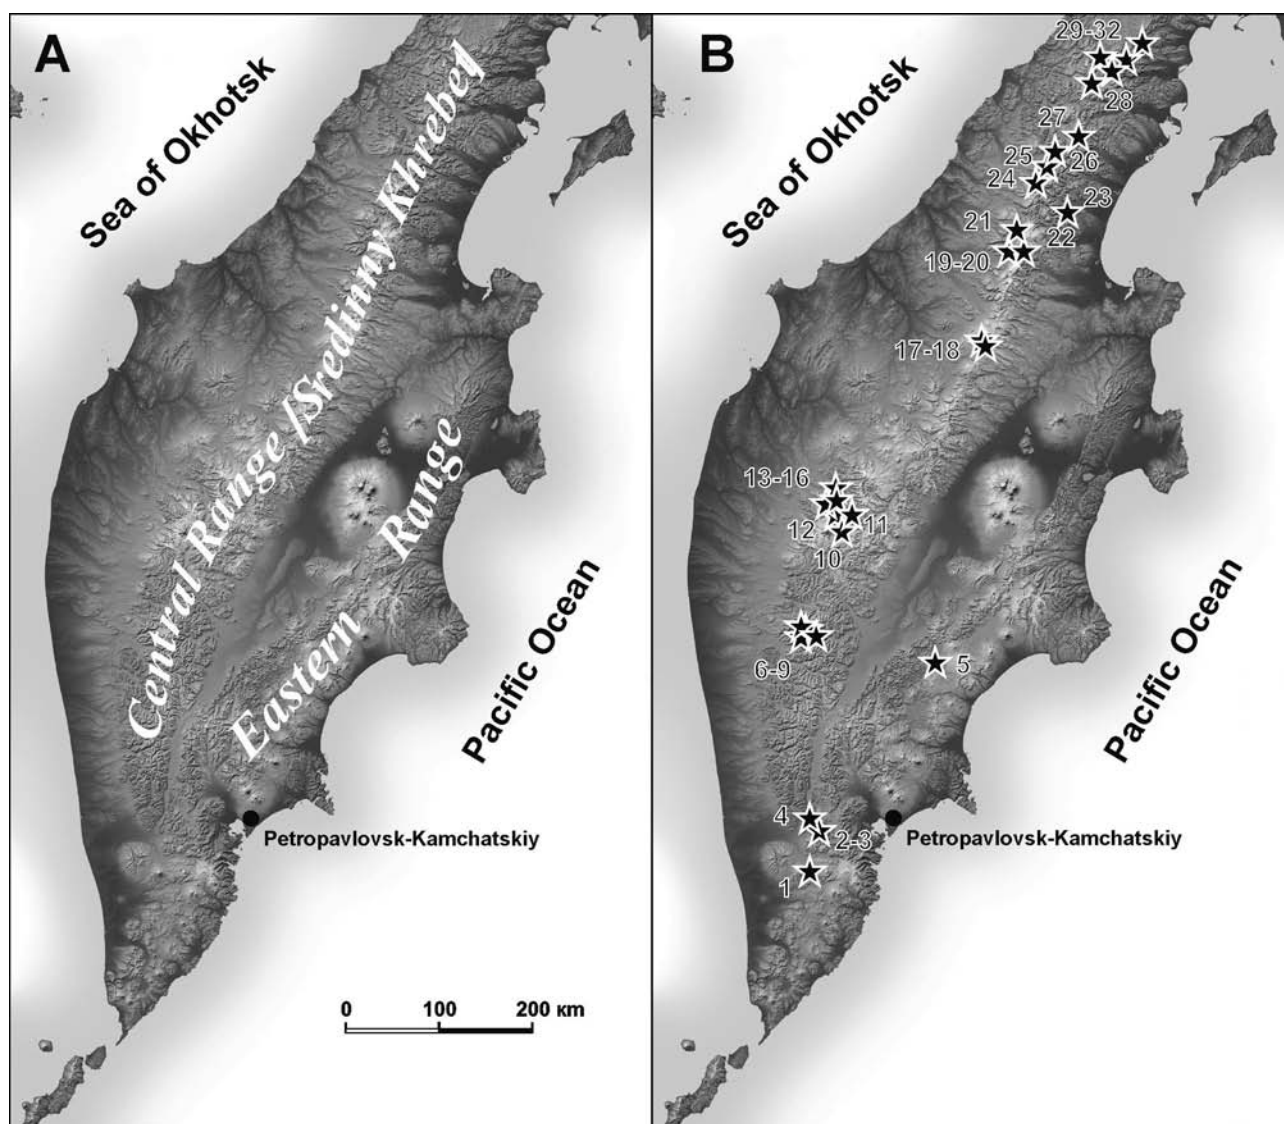 A
Sea of Okhotsk
Central Range /Sredinny Khrebet/
Eastern Range
Pacific Ocean
Petropavlovsk-Kamchatskiy
0 100 200 км
B
Sea of Okhotsk
29-32
28
27
26
25
24
23
22
21
19-20
17-18
13-16
12
11
10
6-9
5
4
2-3
1
Pacific Ocean
Petropavlovsk-Kamchatskiy